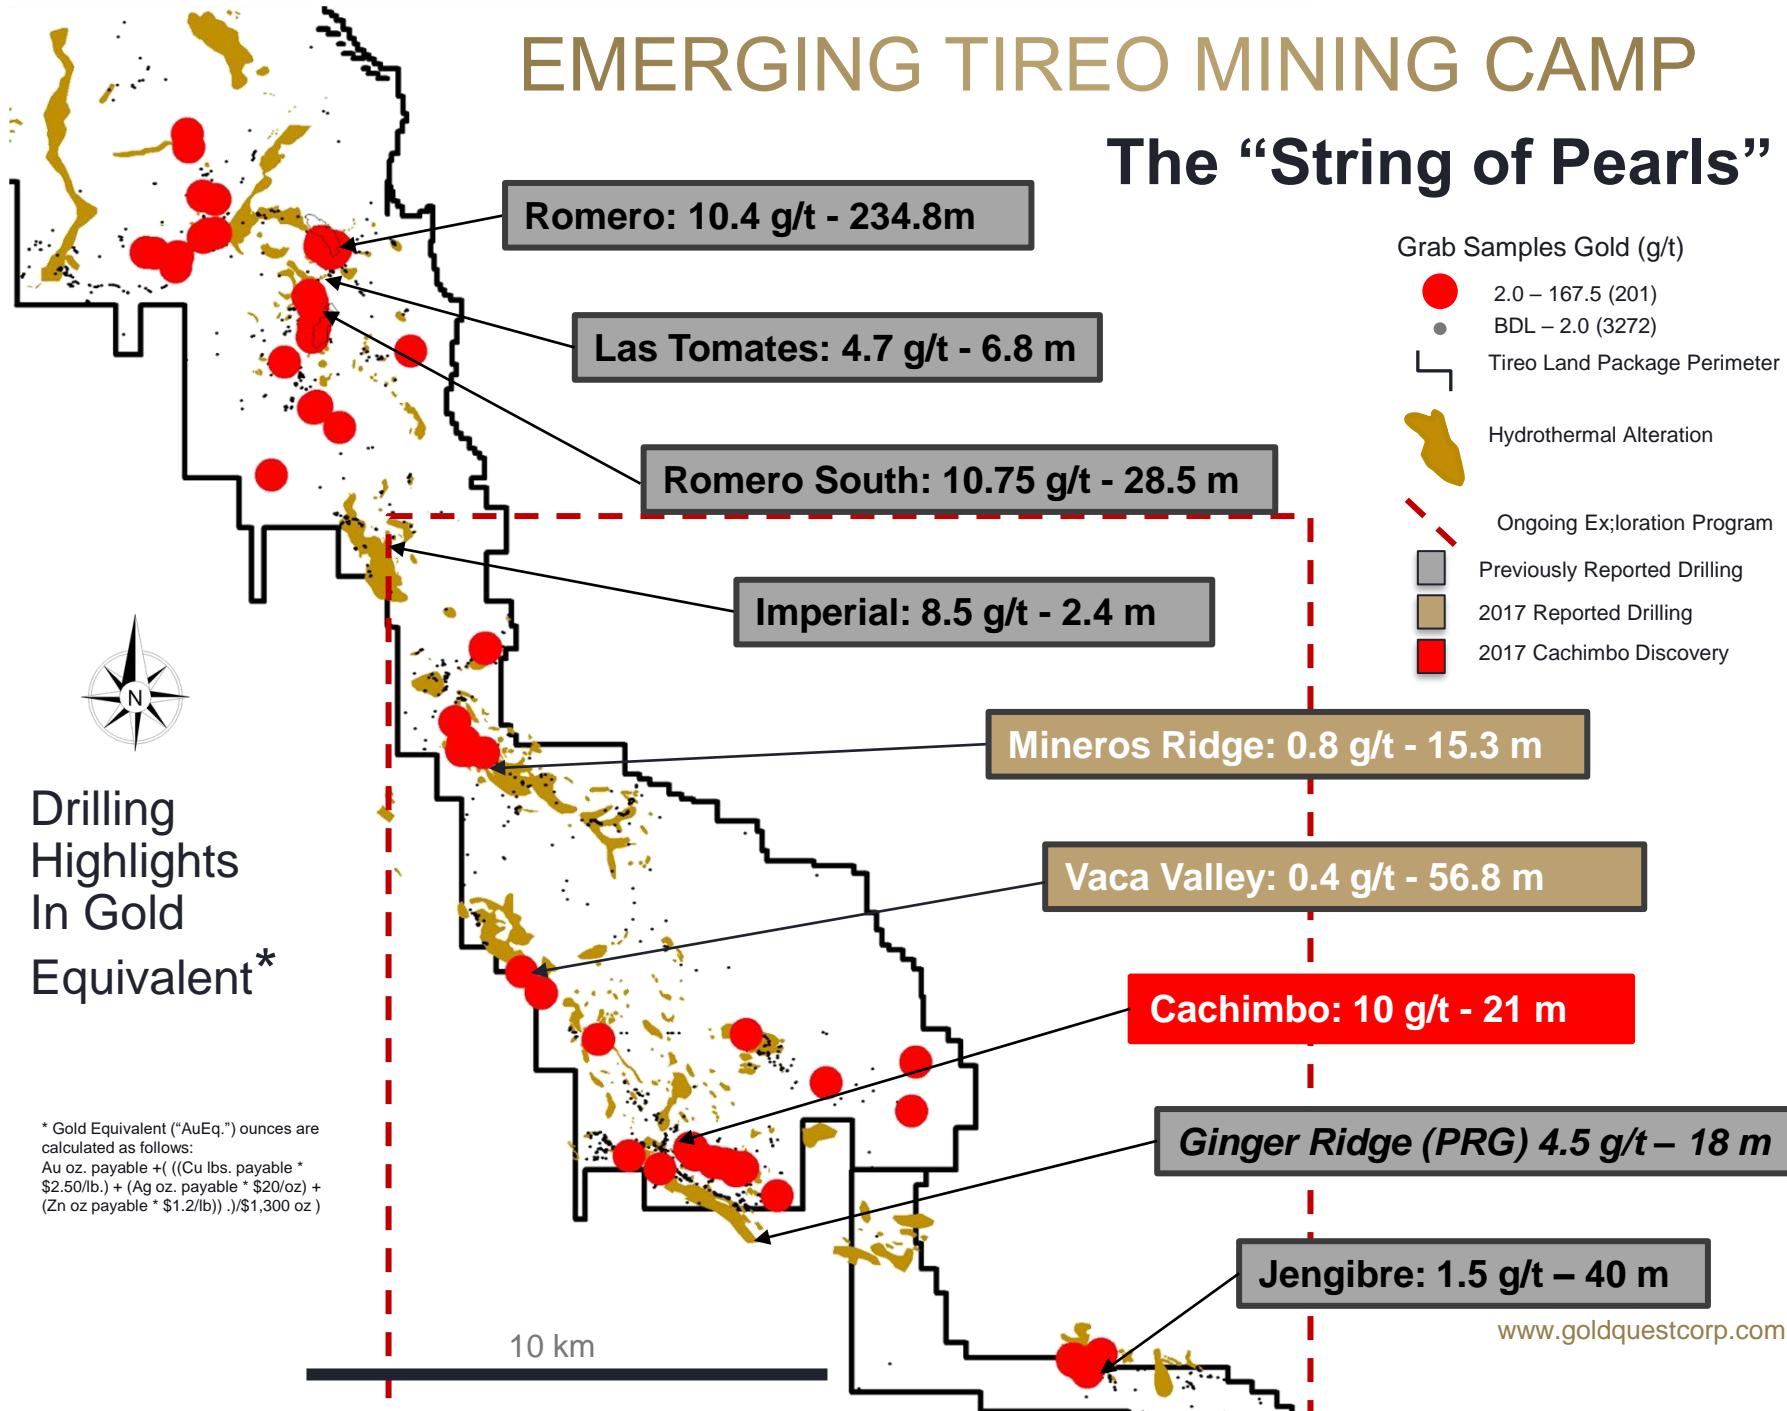 EMERGING TIREO MINING CAMP
The “String of Pearls”
Romero: 10.4 g/t - 234.8m
Las Tomates: 4.7 g/t - 6.8 m
Romero South: 10.75 g/t - 28.5 m
Imperial: 8.5 g/t - 2.4 m
Mineros Ridge: 0.8 g/t - 15.3 m
Vaca Valley: 0.4 g/t - 56.8 m
Cachimbo: 10 g/t - 21 m
Ginger Ridge (PRG) 4.5 g/t – 18 m
Jengibre: 1.5 g/t – 40 m
Grab Samples Gold (g/t)
2.0 – 167.5 (201)
BDL – 2.0 (3272)
Tireo Land Package Perimeter
Hydrothermal Alteration
Ongoing Ex;loration Program
Previously Reported Drilling
2017 Reported Drilling
2017 Cachimbo Discovery
N
Drilling
Highlights
In Gold
Equivalent*
* Gold Equivalent (“AuEq.”) ounces are
calculated as follows:
Au oz. payable +( ((Cu lbs. payable *
$2.50/lb.) + (Ag oz. payable * $20/oz) +
(Zn oz payable * $1.2/lb)) .)/$1,300 oz )
10 km
www.goldquestcorp.com